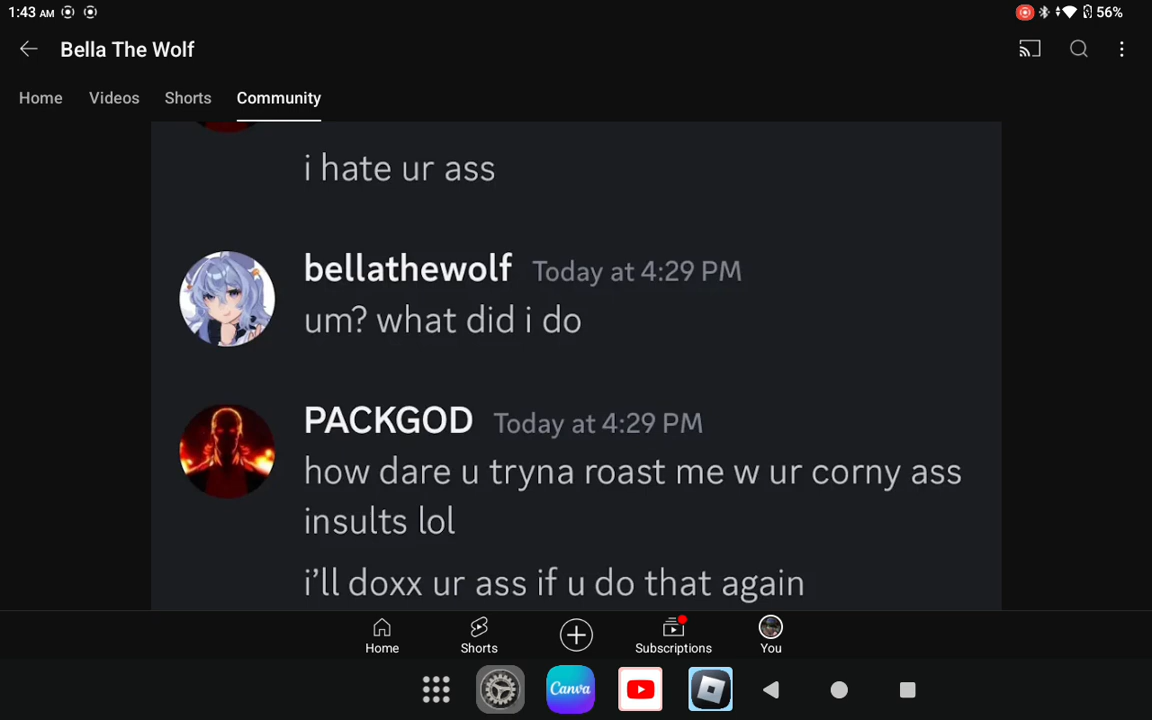 1:43 AM
56%
Bella The Wolf
Home Videos Shorts Community
i hate ur ass
bellathewolf Today at 4:29 PM
um? what did i do
PACKGOD Today at 4:29 PM
how dare u tryna roast me w ur corny ass
insults lol
i'll doxx ur ass if u do that again
Home Shorts Subscriptions You
Canva